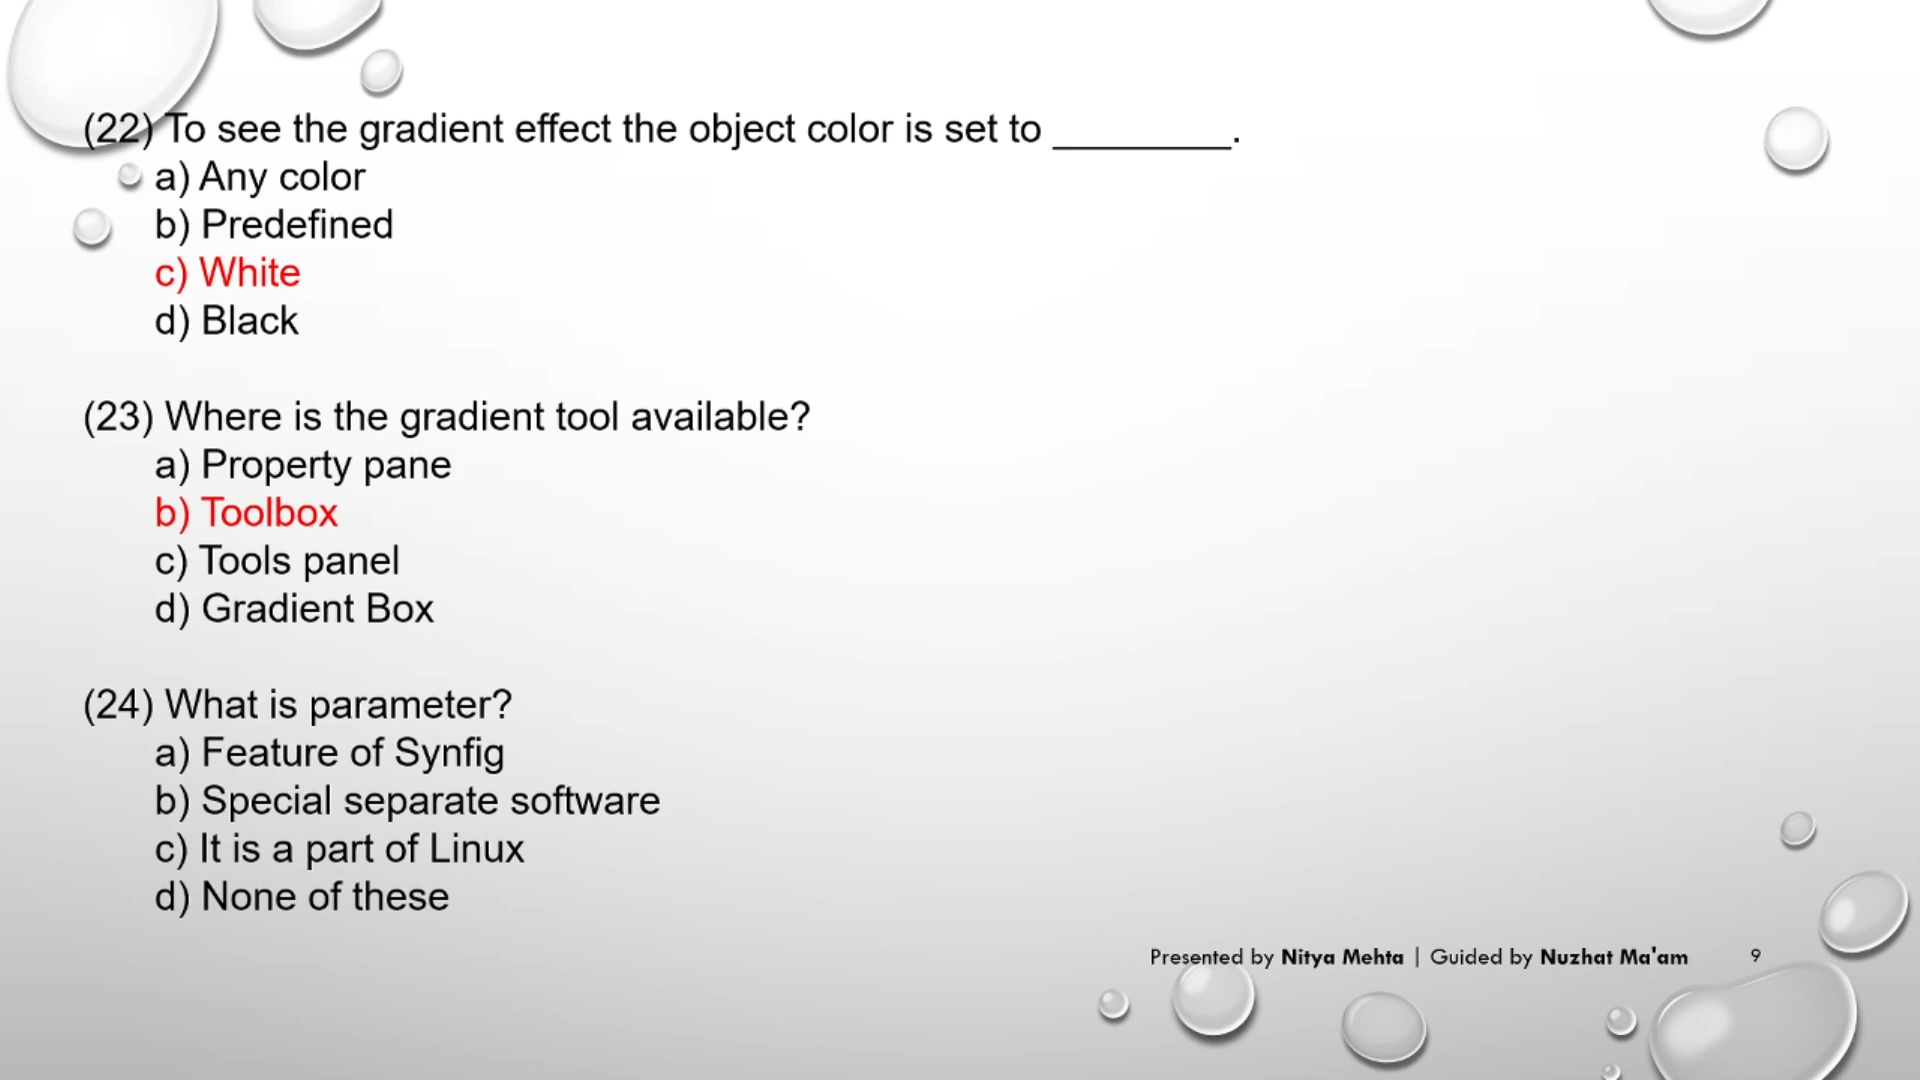 (22) To see the gradient effect the object color is set to ________.
a) Any color
b) Predefined
c) White
d) Black
(23) Where is the gradient tool available?
a) Property pane
b) Toolbox
c) Tools panel
d) Gradient Box
(24) What is parameter?
a) Feature of Synfig
b) Special separate software
c) It is a part of Linux
d) None of these
Presented by Nitya Mehta | Guided by Nuzhat Ma'am 9